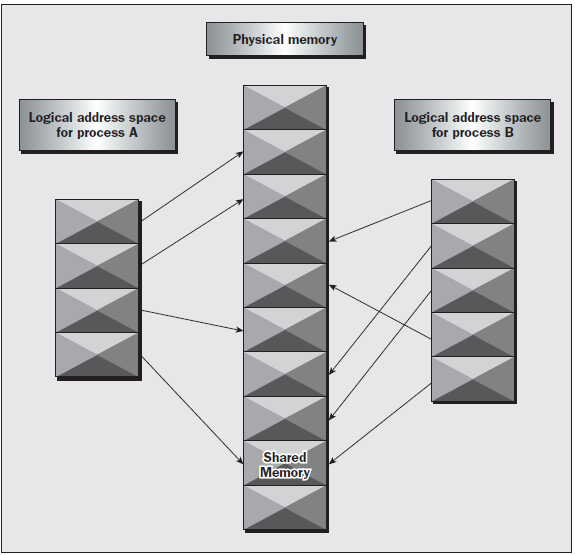 Physical memory
Logical address space
for process A
Logical address space
for process B
Shared
Memory